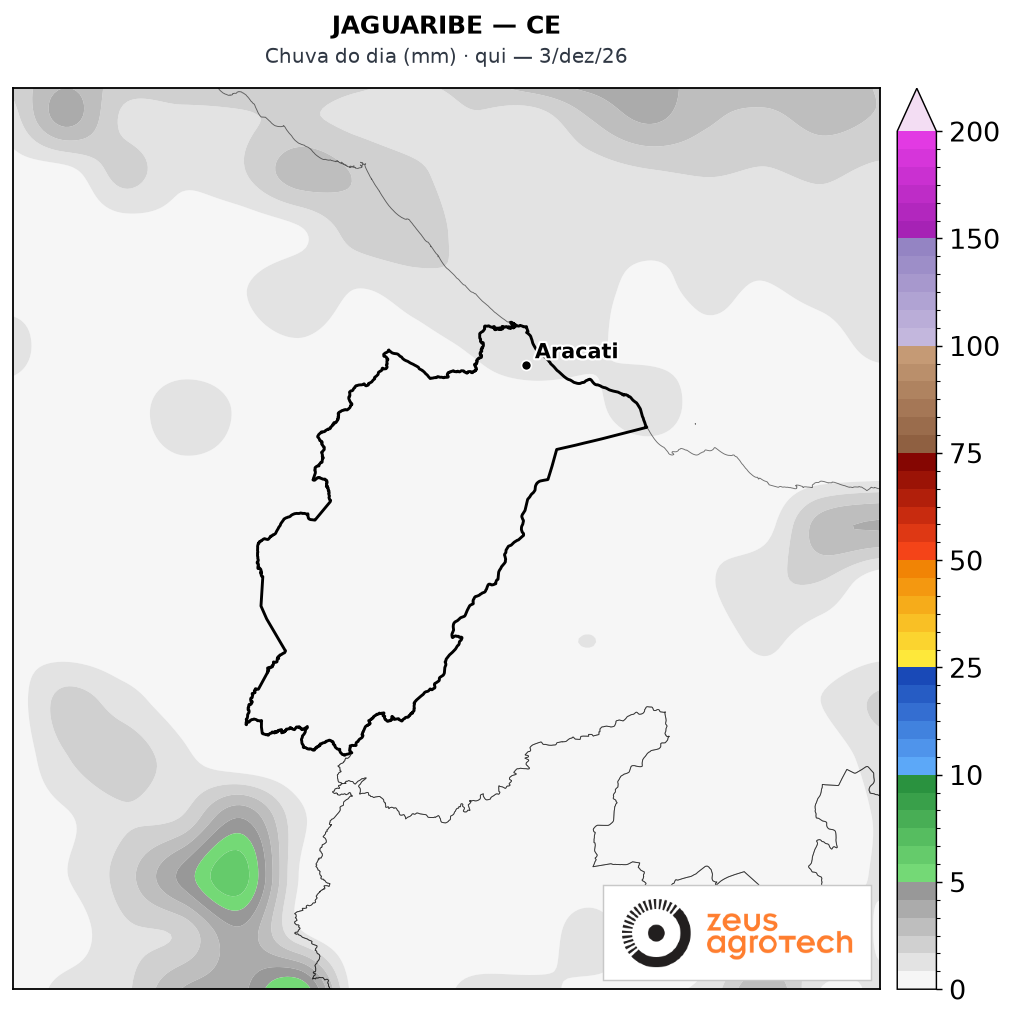 JAGUARIBE — CE
Chuva do dia (mm) · qui — 3/dez/26
Aracati
200
150
100
75
50
25
10
5
0
zeus
agrotech